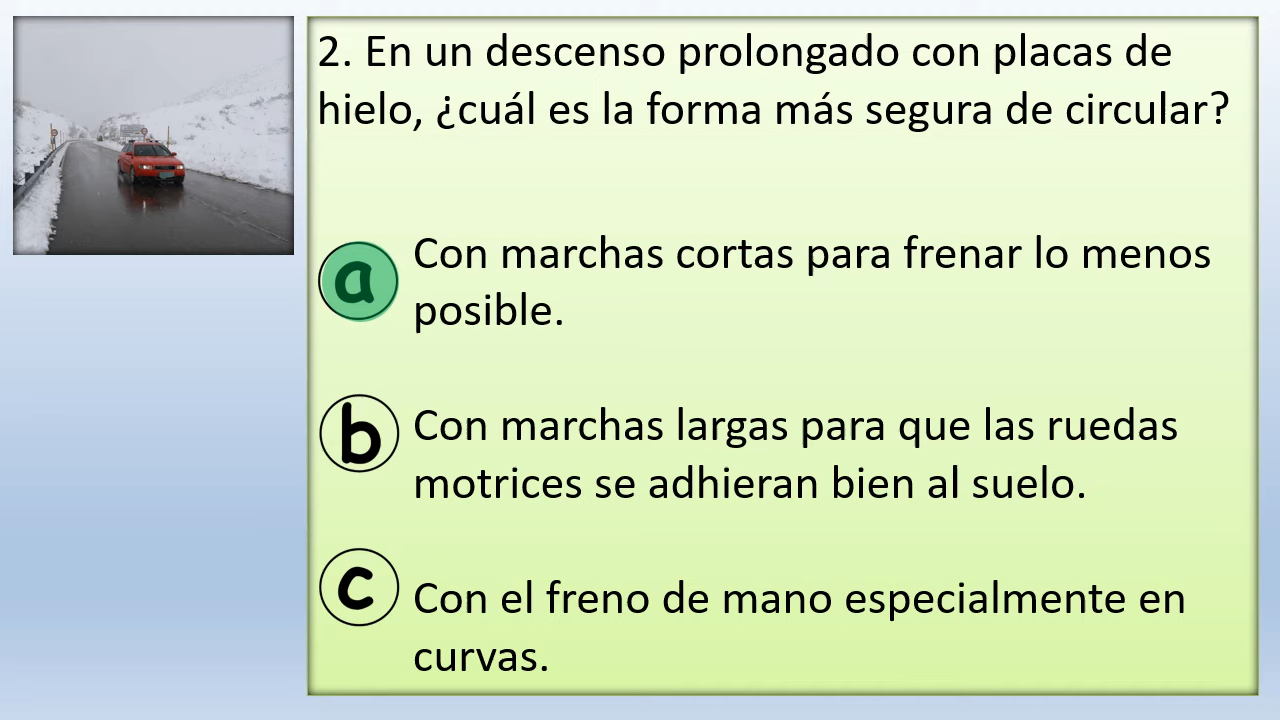 2. En un descenso prolongado con placas de
hielo, ¿cuál es la forma más segura de circular?
a Con marchas cortas para frenar lo menos
posible.
b Con marchas largas para que las ruedas
motrices se adhieran bien al suelo.
c Con el freno de mano especialmente en
curvas.